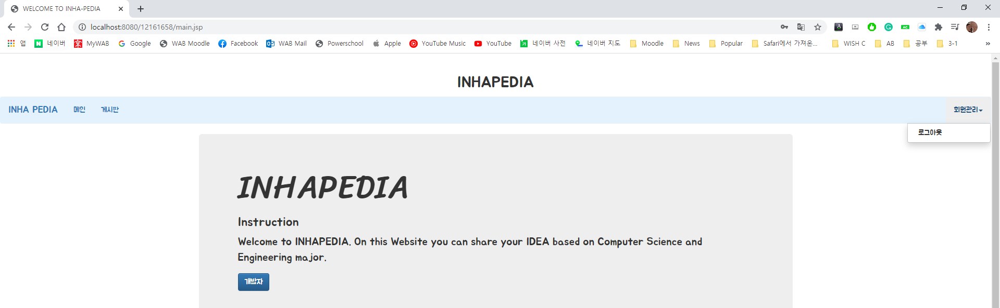 WELCOME TO INHA-PEDIA
localhost:8080/12161658/main.jsp
앱 네이버 MyWAB Google WAB Moodle Facebook WAB Mail Powerschool Apple YouTube Music YouTube 네이버 사전 네이버 지도 Moodle News Popular Safari에서 가져온... WISH C AB 공부 3-1 »
INHAPEDIA
INHA PEDIA 메인 게시판 회원관리
로그아웃
INHAPEDIA
Instruction
Welcome to INHAPEDIA. On this Website you can share your IDEA based on Computer Science and
Engineering major.
개발자